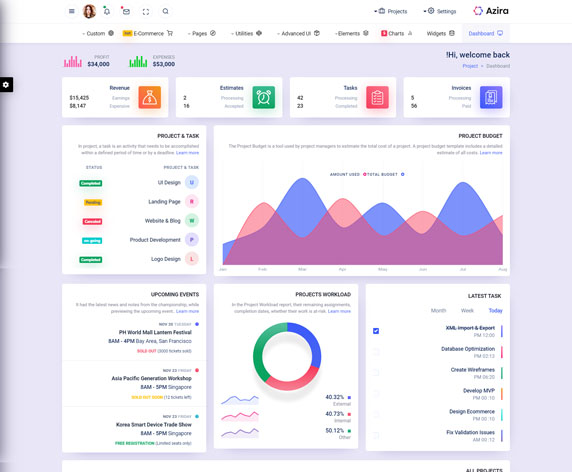 Projects
Settings
Azira
Custom
E-Commerce
Pages
Utilities
Advanced UI
Elements
Charts
Widgets
Dashboard
PROFIT
$34,000
EXPENSES
$53,000
!Hi, welcome back
Project
Dashboard
Revenue
$15,425 Earnings
$8,147 Expensive
Estimates
2 Processing
16 Accepted
Tasks
42 Processing
23 Completed
Invoices
5 Processing
56 Paid
PROJECT & TASK
In project, a task is an activity that needs to be accomplished
within a defined period of time or by a deadline. Learn more
STATUS PROJECT & TASK
Completed UI Design U
Pending Landing Page R
Canceled Website & Blog W
on-going Product Development P
Completed Logo Design L
PROJECT BUDGET
The Project Budget is a tool used by project managers to estimate the total cost of a project. A project budget template includes a detailed
estimate of all costs. Learn more
AMOUNT USED TOTAL BUDGET
Jan Feb Mar Apr May Jun Jul Aug
UPCOMING EVENTS
It had the latest news and notes from the championship, while
previewing the upcoming event. Learn more
NOV 20 TUESDAY
PH World Mall Lantern Festival
8AM - 4PM Bay Area, San Francisco
SOLD OUT (3000 tickets sold)
NOV 23 FRIDAY
Asia Pacific Generation Workshop
8AM - 5PM Singapore
SOLD OUT SOON (12 tickets left)
NOV 23 FRIDAY
Korea Smart Device Trade Show
8AM - 5PM Singapore
FREE REGISTRATION (Limited seats only)
PROJECTS WORKLOAD
In the Project Workload report, their remaining assignments,
completion dates, whether their work is at risk. Learn more
40.32%
External
40.73%
Internal
50.12%
Other
LATEST TASK
Month Week Today
XML Import & Export
PM 12:00
Database Optimization
PM 02:13
Create Wireframes
PM 06:25
Develop MVP
PM 00 :10
Design Ecommerce
PM 00 :10
Fix Validation Issues
AM 00 :12
ALL PROJECTS